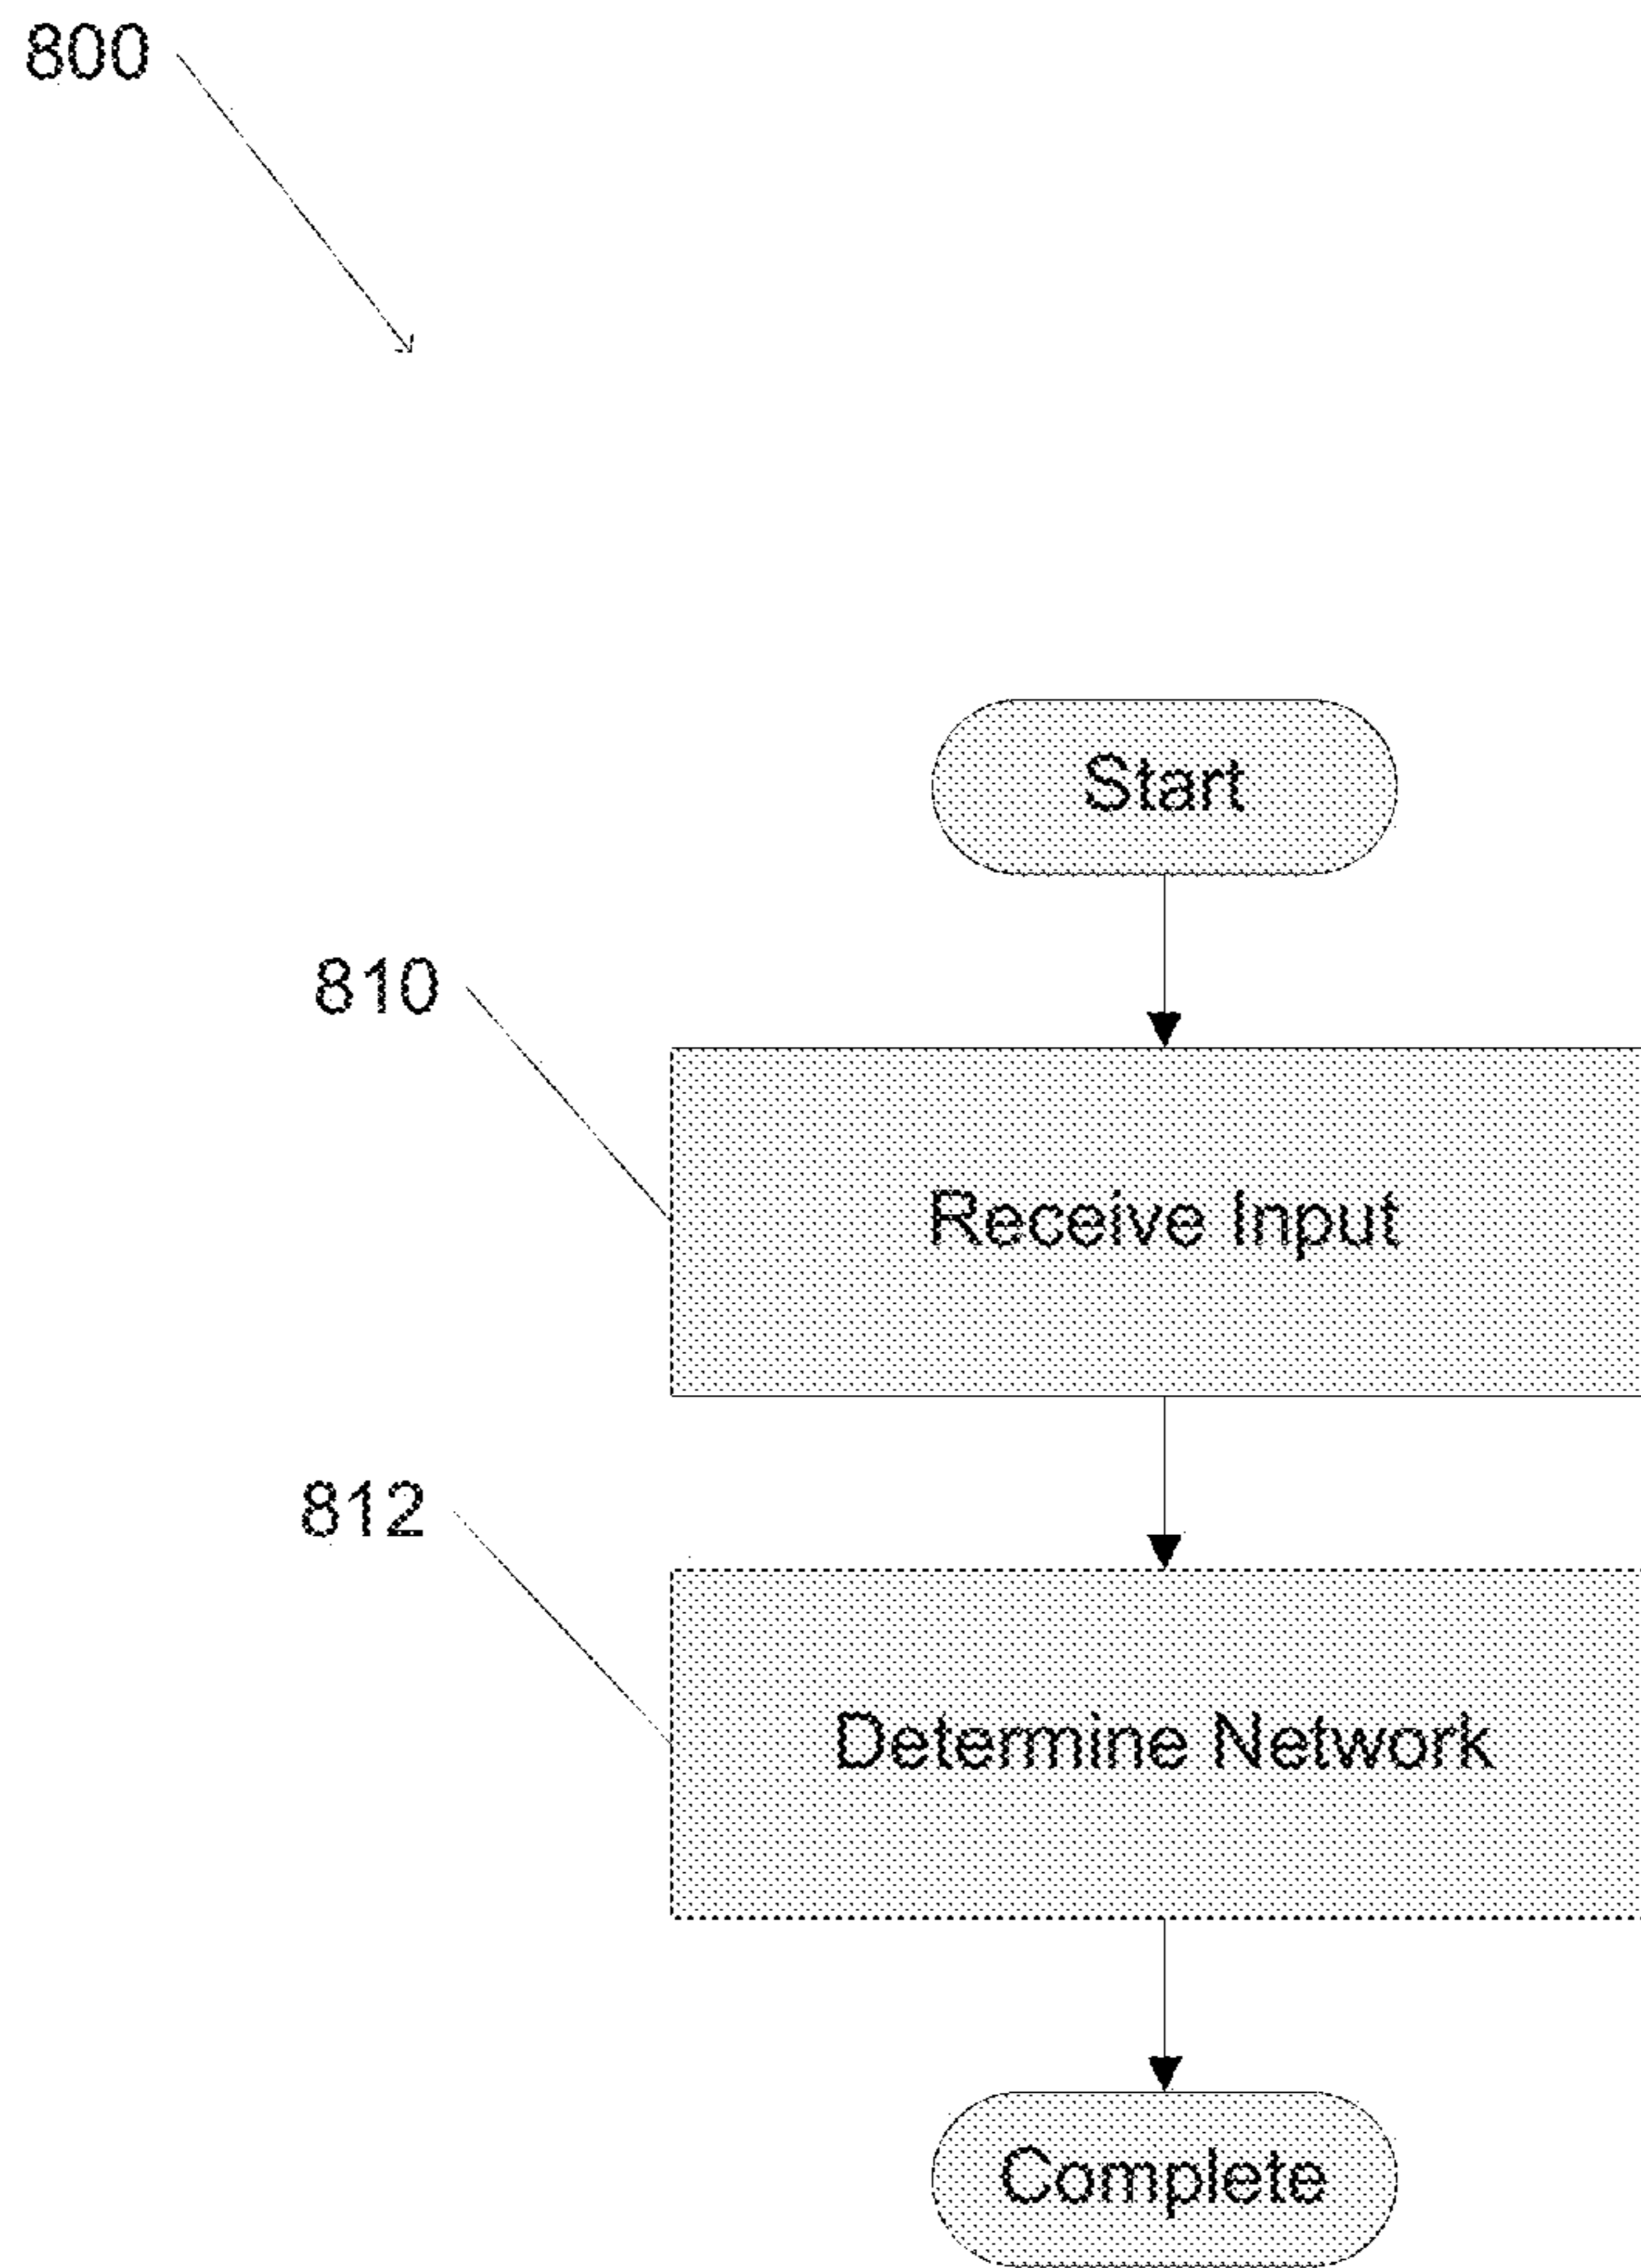 800
Start
810
Receive Input
812
Determine Network
Complete